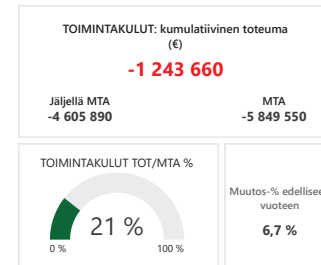 TOIMINTAKULUT: kumulatiivinen toteuma
(€)
-1 243 660
Jäljellä MTA
-4 605 890
MTA
-5 849 550
TOIMINTAKULUT TOT/MTA %
21 %
0 %
100 %
Muutos-% edellisee
vuoteen
6,7 %